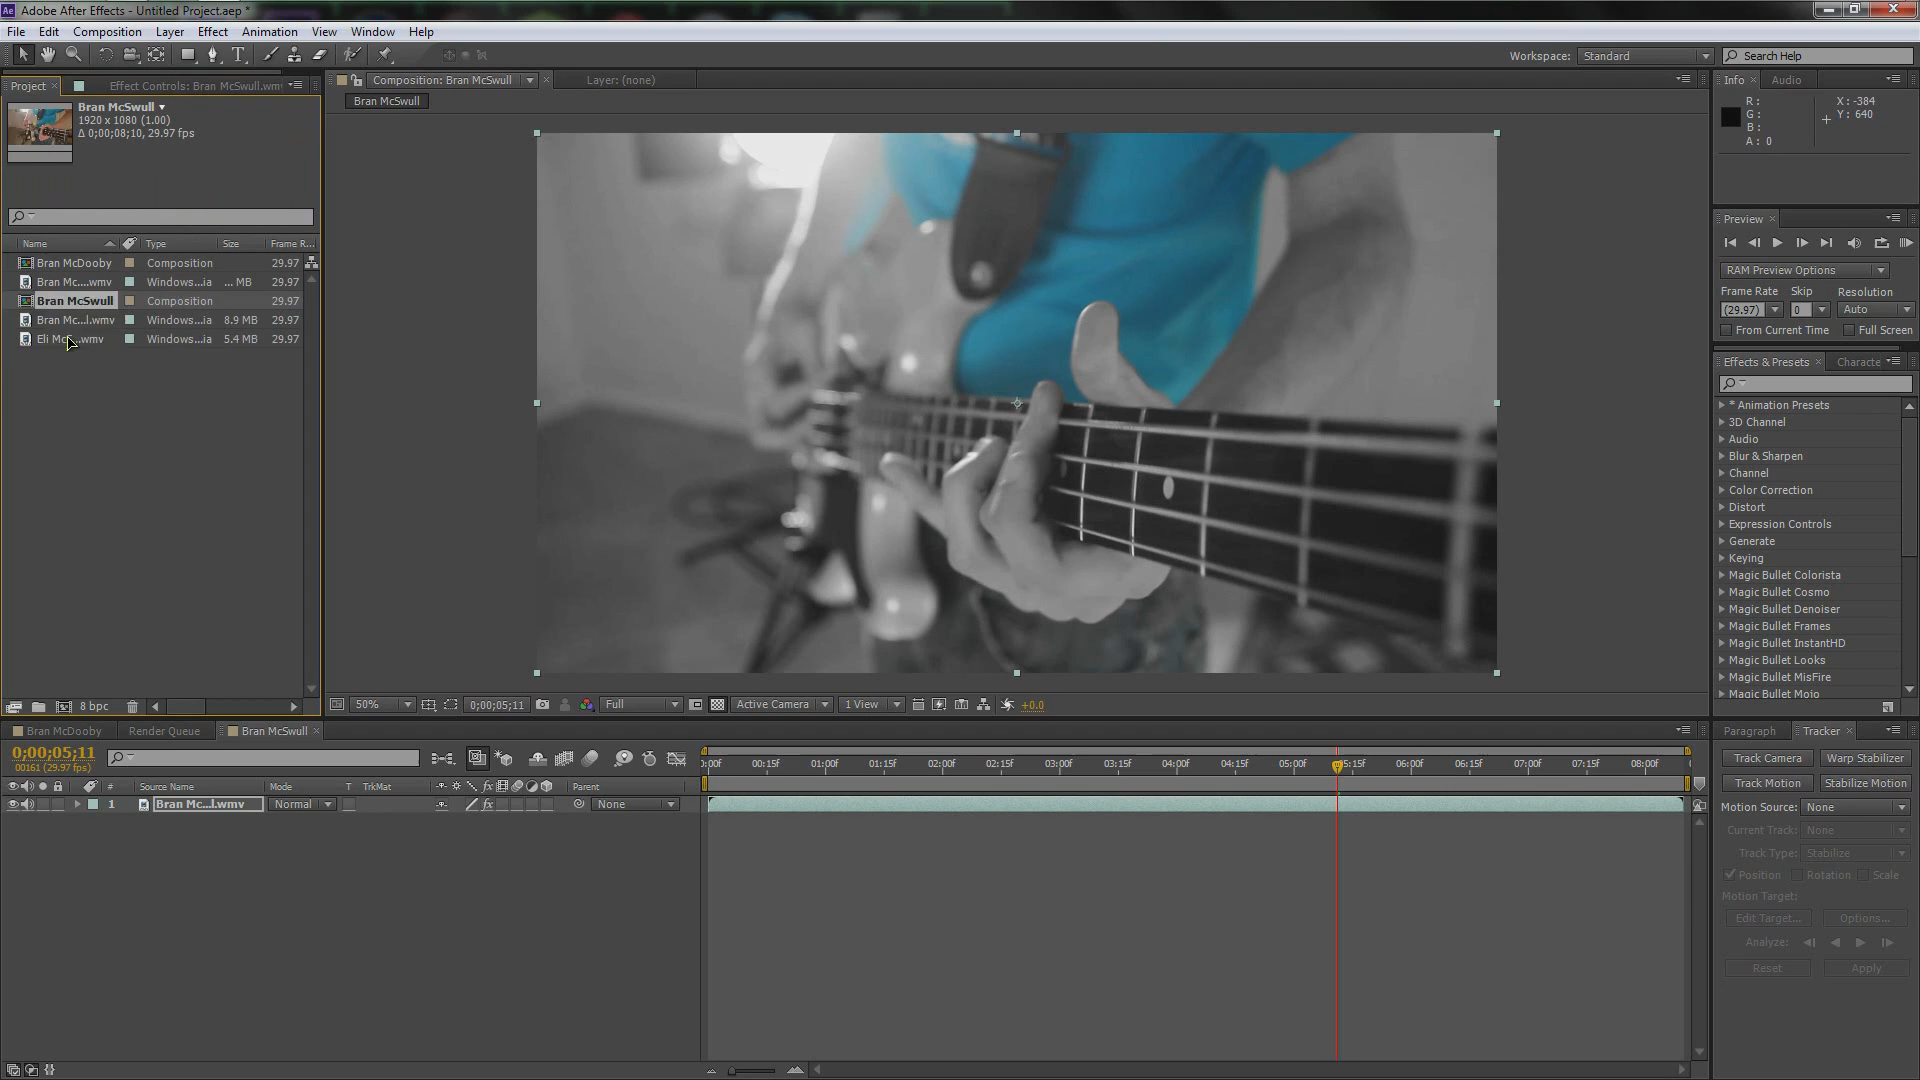 Adobe After Effects - Untitled Project.aep *
File Edit Composition Layer Effect Animation View Window Help
Workspace: Standard Search Help
Project Effect Controls: Bran McSwull.wm
Composition: Bran McSwull Layer: (none)
Info Audio
Bran McSwull
1920 x 1080 (1.00)
Δ 0;00;08;10, 29.97 fps
Bran McSwull
R :
G :
B :
A : 0
X : -384
Y : 640
Preview
RAM Preview Options
Frame Rate Skip Resolution
(29.97) 0 Auto
From Current Time Full Screen
Name Type Size Frame R...
Bran McDooby Composition 29.97
Bran Mc....wmv Windows...ia ... MB 29.97
Bran McSwull Composition 29.97
Bran Mc...l.wmv Windows...ia 8.9 MB 29.97
Eli McS...wmv Windows...ia 5.4 MB 29.97
Effects & Presets Characte
* Animation Presets
3D Channel
Audio
Blur & Sharpen
Channel
Color Correction
Distort
Expression Controls
Generate
Keying
Magic Bullet Colorista
Magic Bullet Cosmo
Magic Bullet Denoiser
Magic Bullet Frames
Magic Bullet InstantHD
Magic Bullet Looks
Magic Bullet MisFire
Magic Bullet Mojo
8 bpc
50% 0;00;05;11 Full Active Camera 1 View +0.0
Bran McDooby Render Queue Bran McSwull
0;00;05;11
00161 (29.97 fps)
# Source Name Mode T TrkMat Parent
1 Bran Mc...l.wmv Normal None
):00f 00:15f 01:00f 01:15f 02:00f 02:15f 03:00f 03:15f 04:00f 04:15f 05:00f 05:15f 06:00f 06:15f 07:00f 07:15f 08:00f
Paragraph Tracker
Track Camera Warp Stabilizer
Track Motion Stabilize Motion
Motion Source: None
Current Track: None
Track Type: Stabilize
Position Rotation Scale
Motion Target:
Edit Target... Options...
Analyze:
Reset Apply